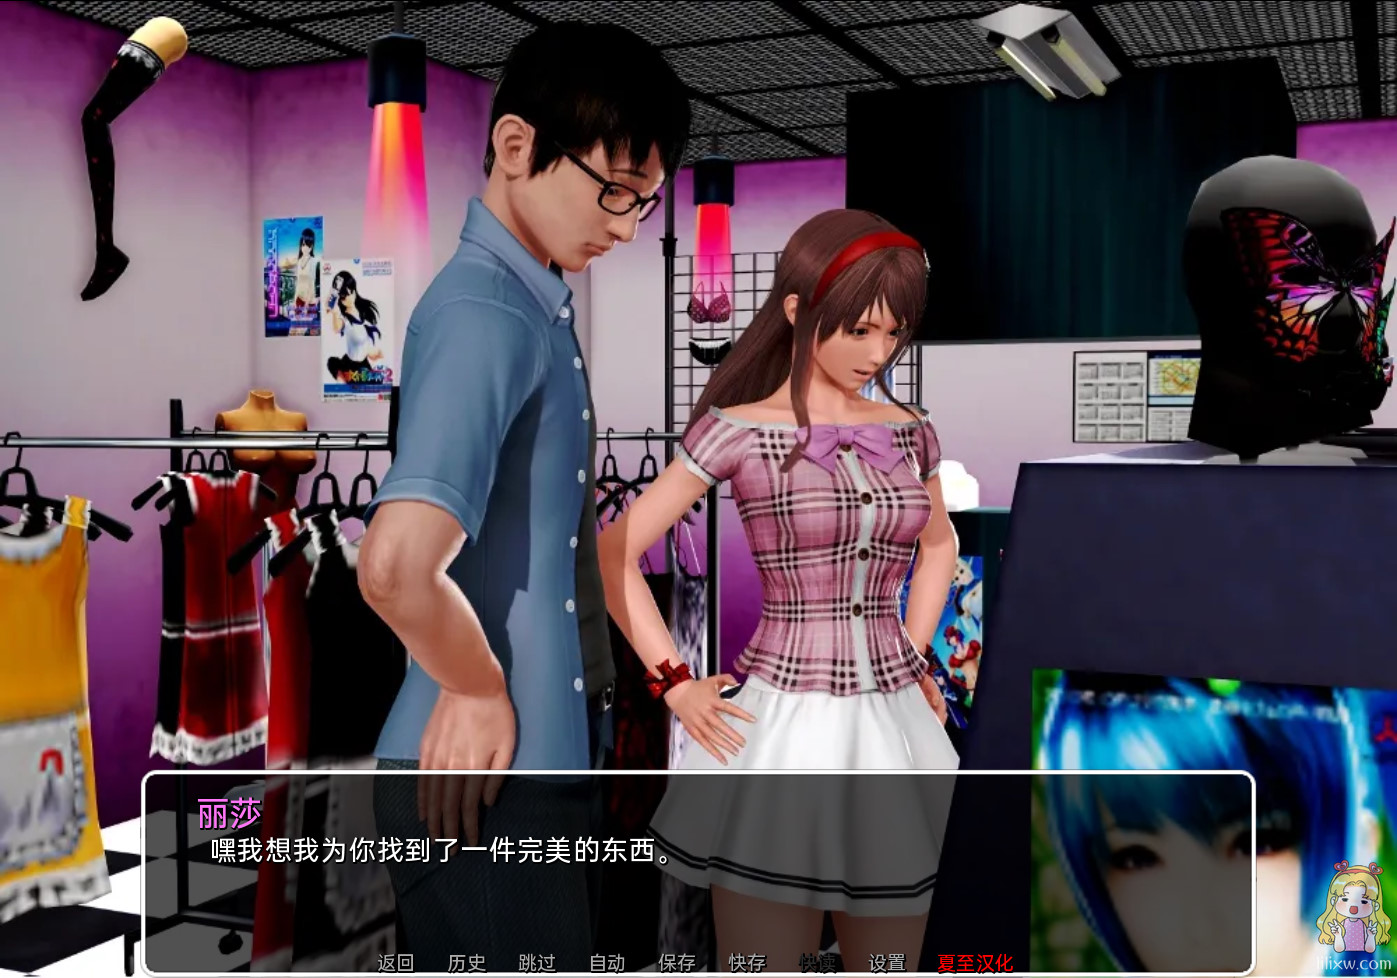 丽莎
嘿我想我为你找到了一件完美的东西。
返回 历史 跳过 自动 保存 快存 快读 设置 夏至汉化
lilixw.com